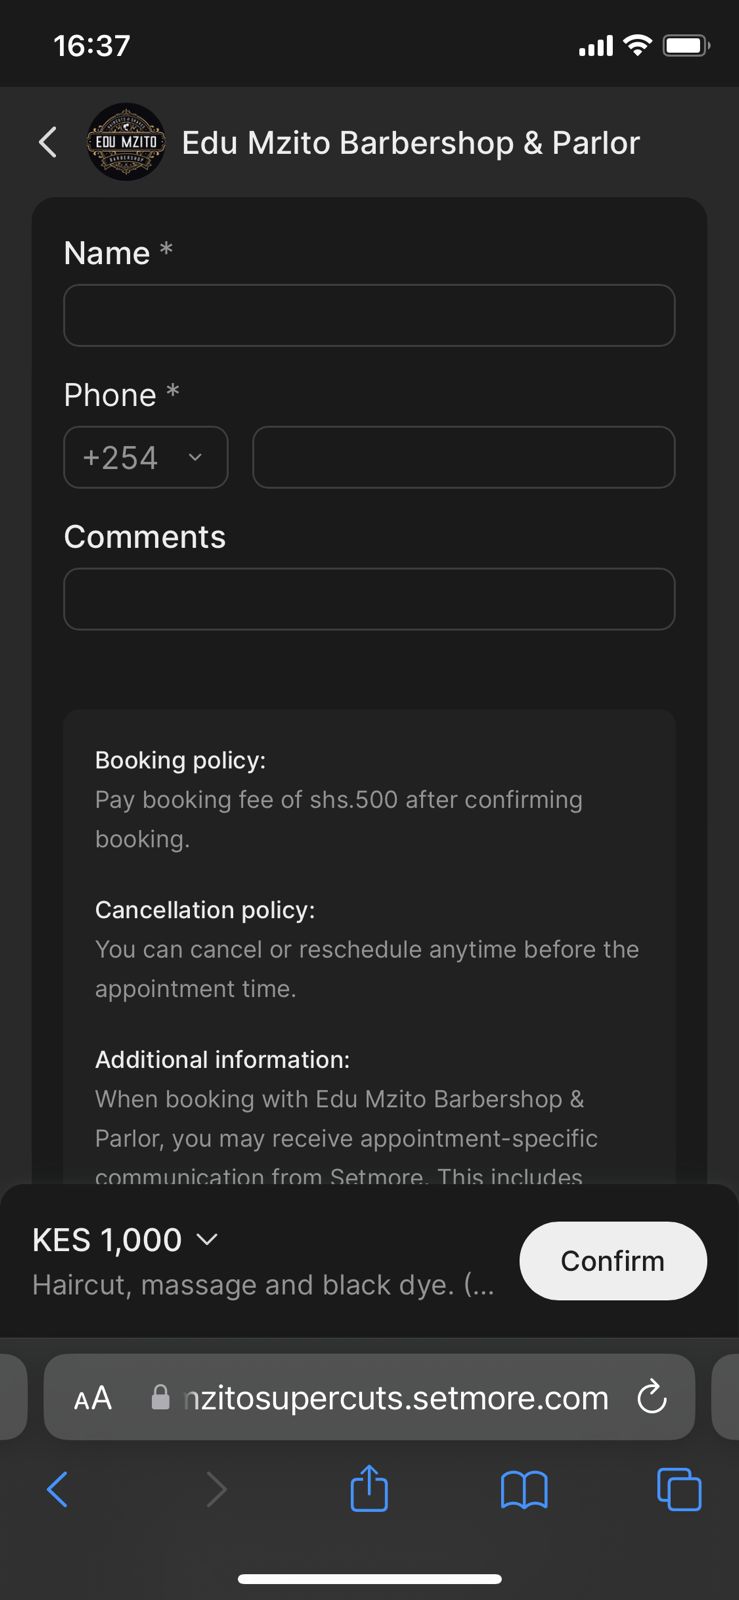 16:37
EDU MZITO
BARBERSHOP
Edu Mzito Barbershop & Parlor
Name *
Phone *
+254
Comments
Booking policy:
Pay booking fee of shs.500 after confirming
booking.
Cancellation policy:
You can cancel or reschedule anytime before the
appointment time.
Additional information:
When booking with Edu Mzito Barbershop &
Parlor, you may receive appointment-specific
communication from Setmore. This includes
KES 1,000
Confirm
Haircut, massage and black dye. (...
AA
nzitosupercuts.setmore.com